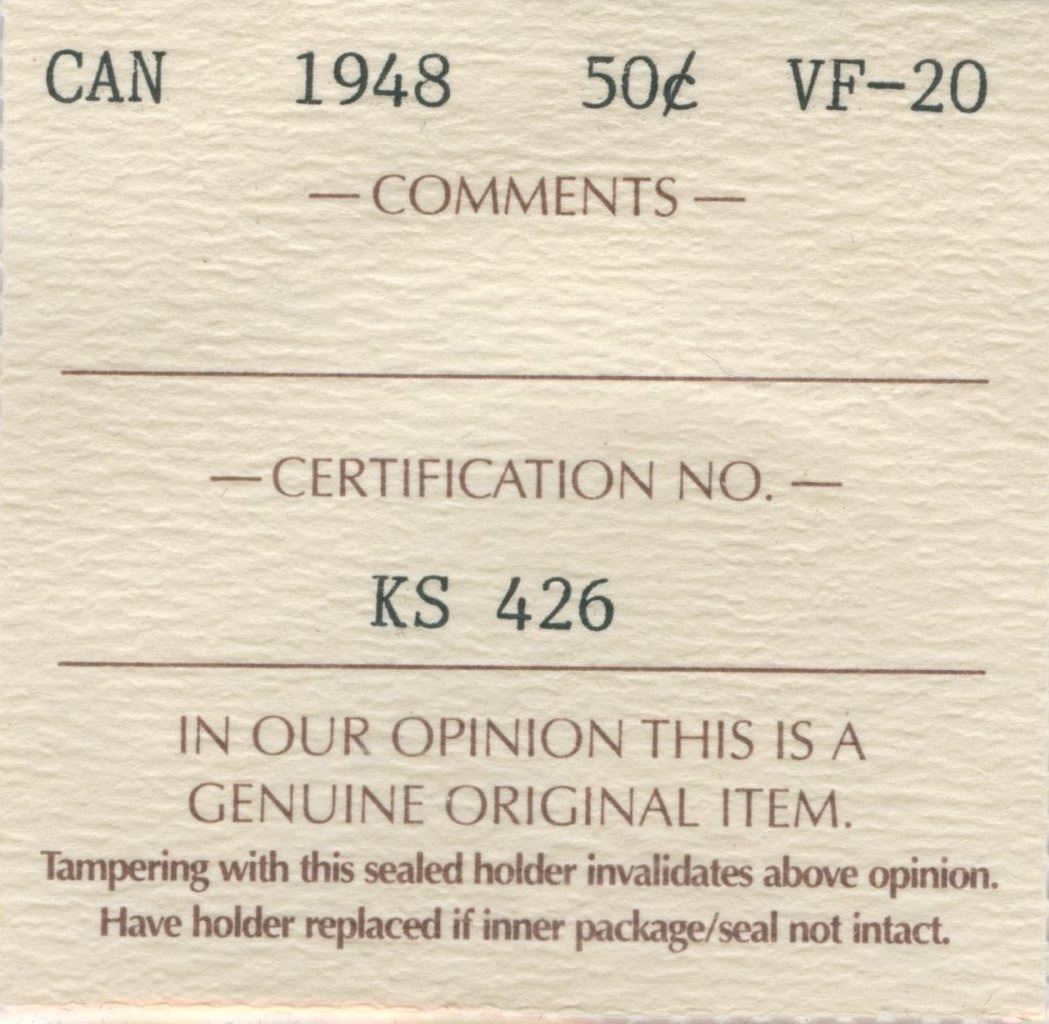 CAN 1948 50¢ VF-20
— COMMENTS —
— CERTIFICATION NO. —
KS 426
IN OUR OPINION THIS IS A
GENUINE ORIGINAL ITEM.
Tampering with this sealed holder invalidates above opinion.
Have holder replaced if inner package/seal not intact.